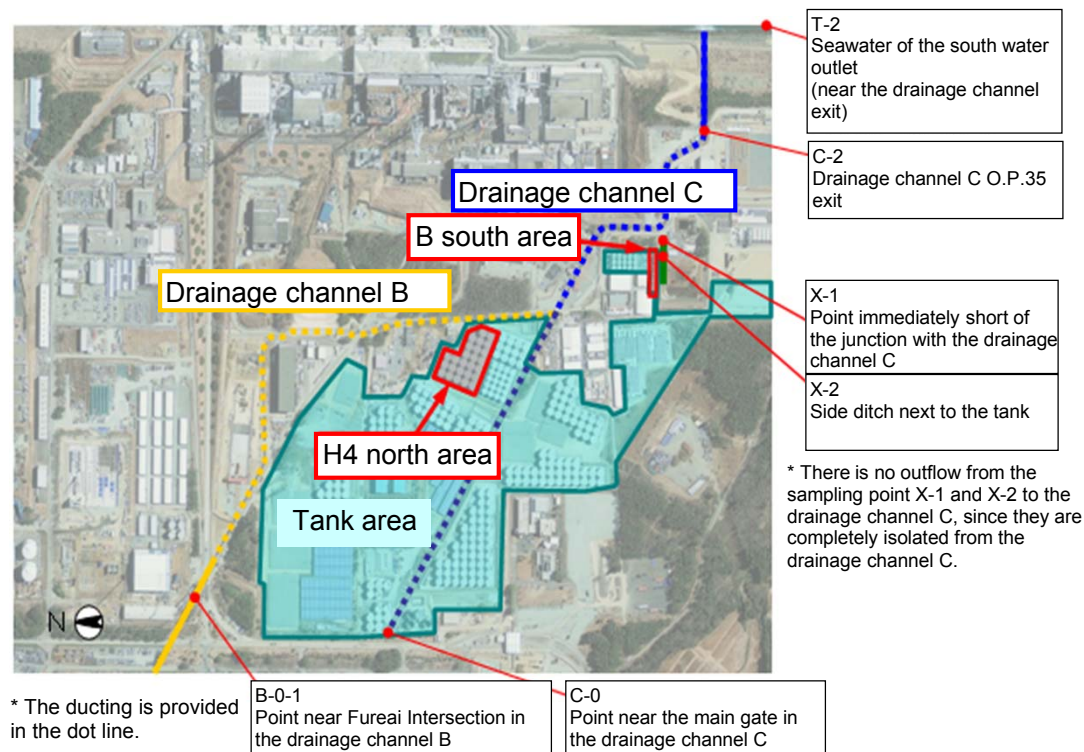 T-2
Seawater of the south water
outlet
(near the drainage channel
exit)
C-2
Drainage channel C O.P.35
exit
Drainage channel C
B south area
Drainage channel B
X-1
Point immediately short of
the junction with the drainage
channel C
X-2
Side ditch next to the tank
H4 north area
* There is no outflow from the
sampling point X-1 and X-2 to the
drainage channel C, since they are
completely isolated from the
drainage channel C.
Tank area
N
* The ducting is provided
in the dot line.
B-0-1
Point near Fureai Intersection in
the drainage channel B
C-0
Point near the main gate in
the drainage channel C